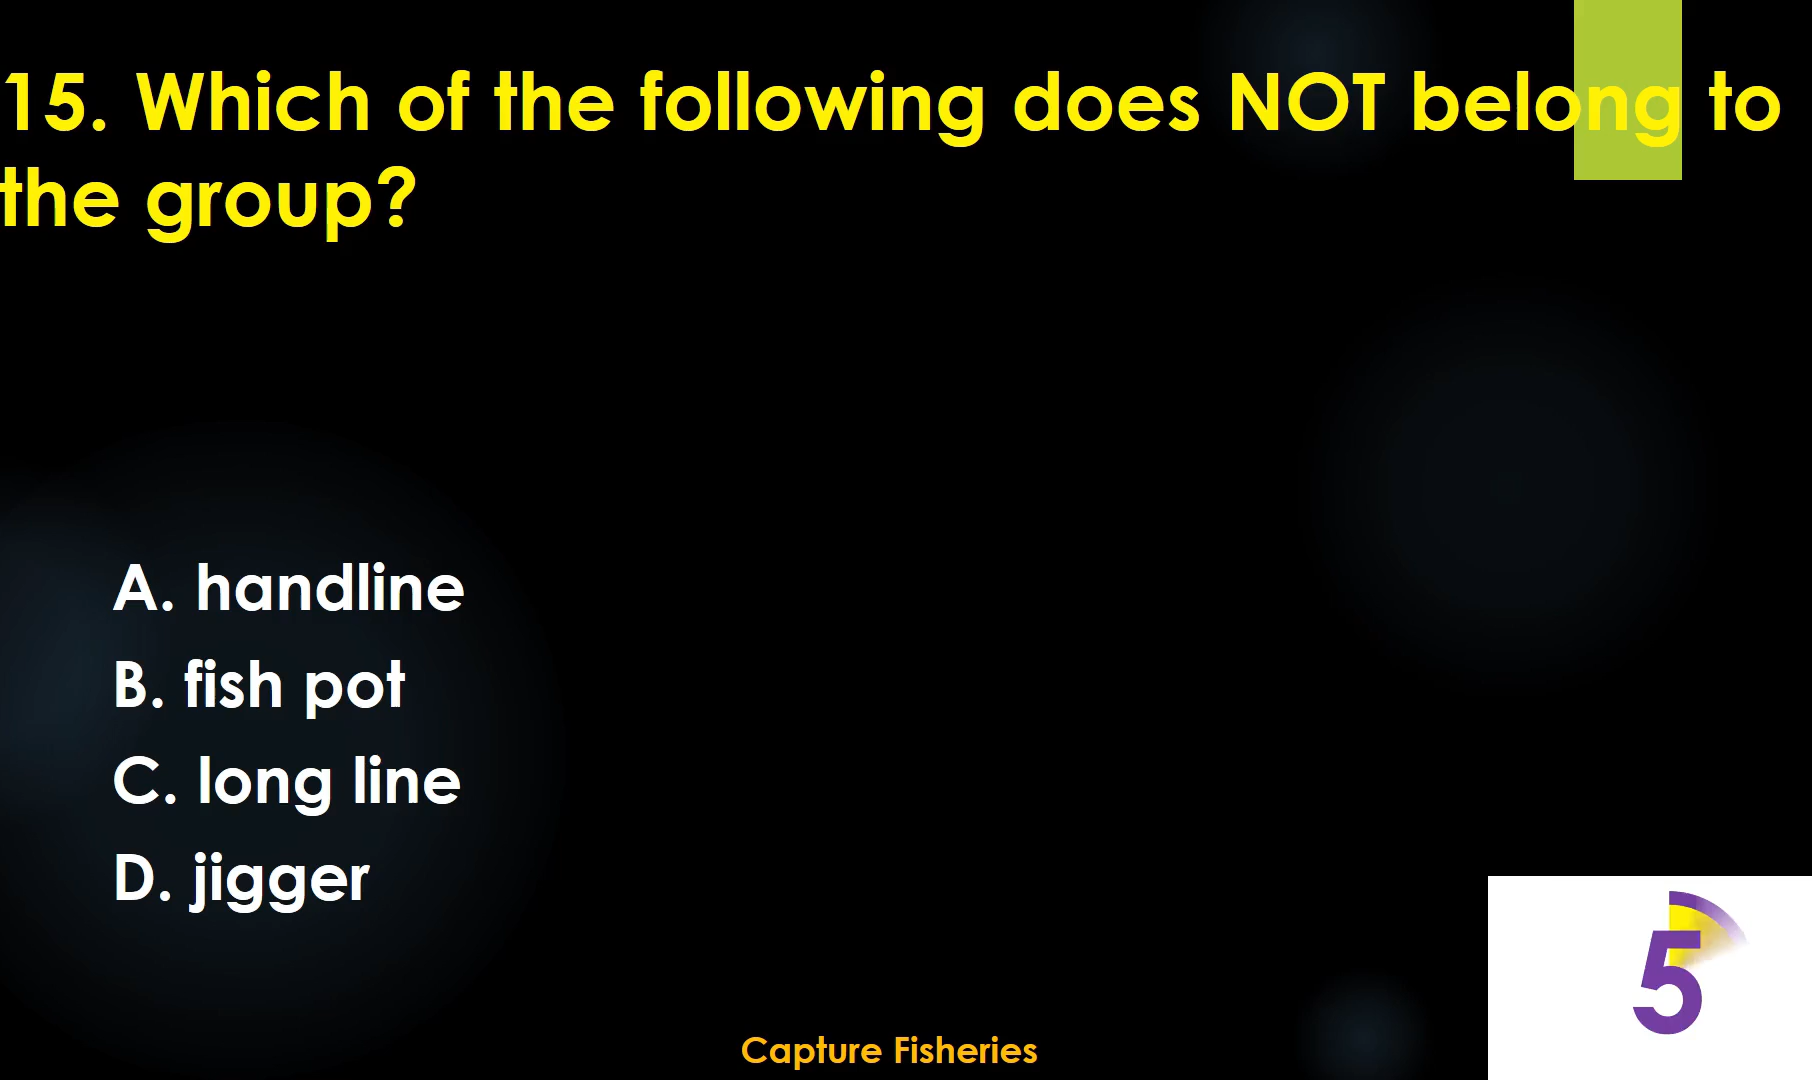 15. Which of the following does NOT belong to
the group?
A. handline
B. fish pot
C. long line
D. jigger
5
Capture Fisheries